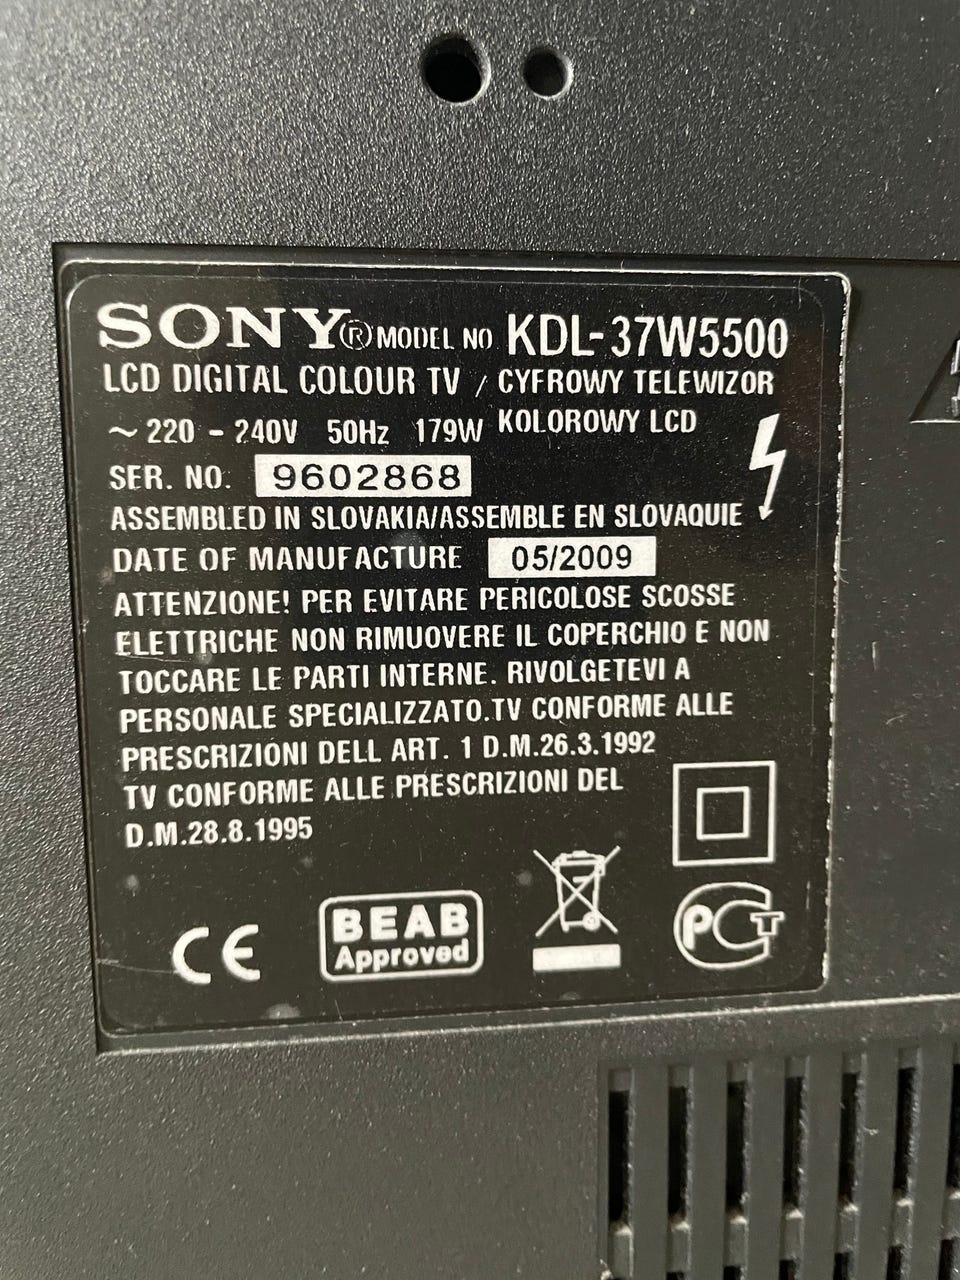 SONY® MODEL NO KDL-37W5500
LCD DIGITAL COLOUR TV / CYFROWY TELEWIZOR
~ 220 - 240V 50Hz 179W KOLOROWY LCD
SER. NO. 9602868
ASSEMBLED IN SLOVAKIA/ASSEMBLE EN SLOVAQUIE
DATE OF MANUFACTURE 05/2009
ATTENZIONE! PER EVITARE PERICOLOSE SCOSSE
ELETTRICHE NON RIMUOVERE IL COPERCHIO E NON
TOCCARE LE PARTI INTERNE. RIVOLGETEVI A
PERSONALE SPECIALIZZATO.TV CONFORME ALLE
PRESCRIZIONI DELL ART. 1 D.M.26.3.1992
TV CONFORME ALLE PRESCRIZIONI DEL
D.M.28.8.1995
CE
BEAB
Approved
PCT